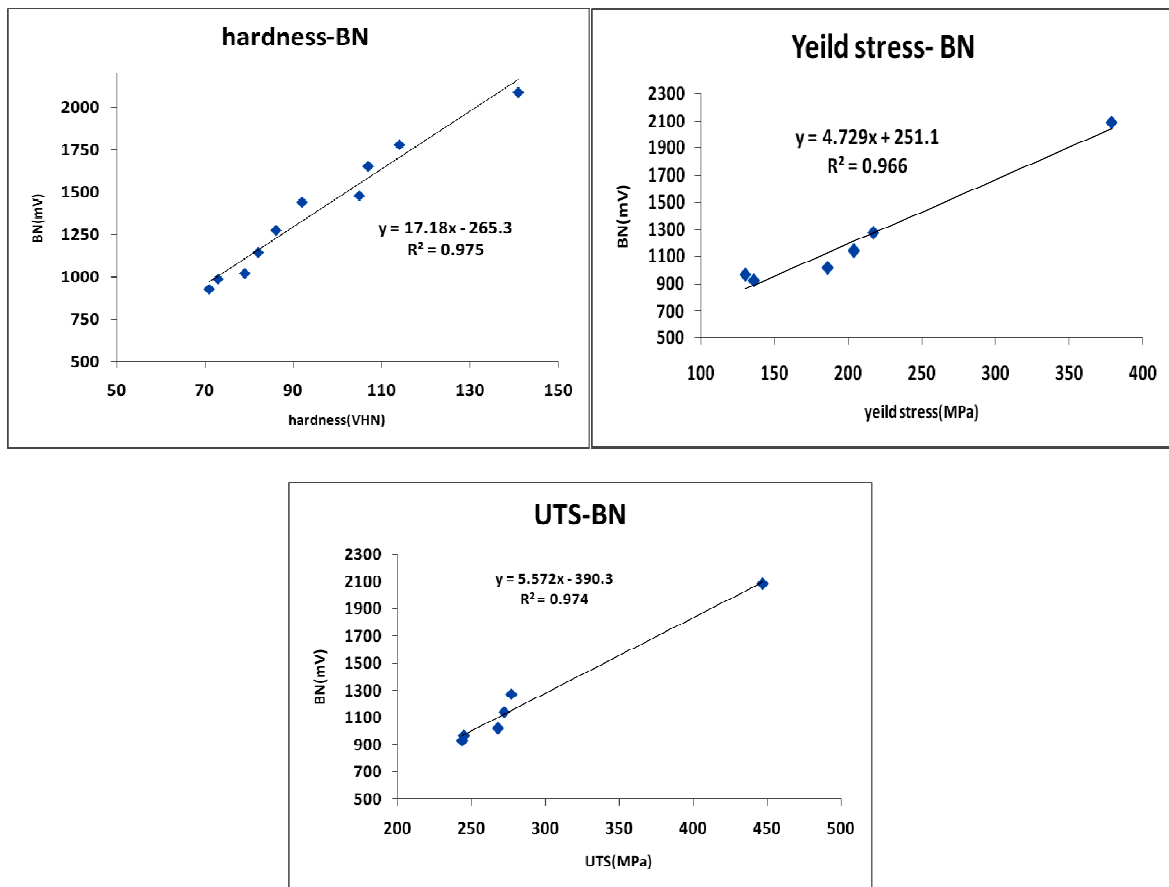 hardness-BN
BN(mV)
2000
1750
1500
1250
1000
750
500
y = 17.18x - 265.3
R² = 0.975
50 70 90 110 130 150
hardness(VHN)
Yeild stress- BN
BN(mV)
2300
2100
1900
1700
1500
1300
1100
900
700
500
y = 4.729x + 251.1
R² = 0.966
100 150 200 250 300 350 400
yeild stress(MPa)
UTS-BN
BN(mV)
2300
2100
1900
1700
1500
1300
1100
900
700
500
y = 5.572x - 390.3
R² = 0.974
200 250 300 350 400 450 500
UTS(MPa)